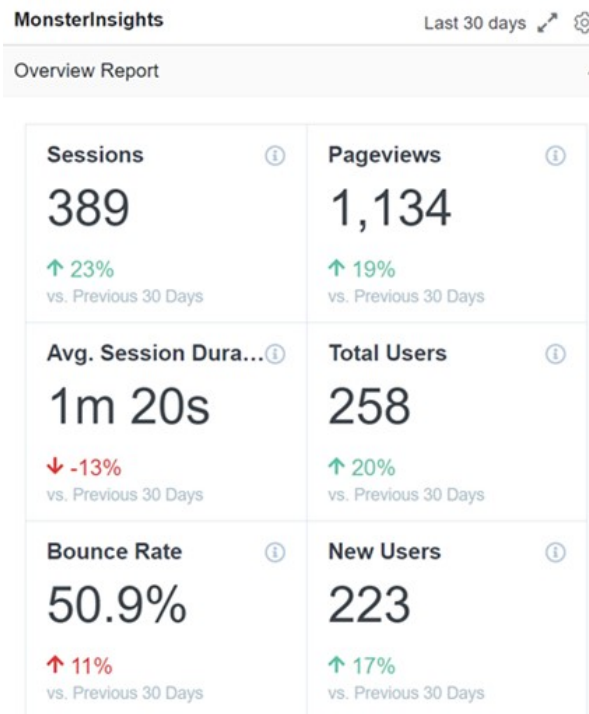 MonsterInsights
Last 30 days
Overview Report
Sessions
389
↑ 23%
vs. Previous 30 Days
Pageviews
1,134
↑ 19%
vs. Previous 30 Days
Avg. Session Dura...
1m 20s
↓ -13%
vs. Previous 30 Days
Total Users
258
↑ 20%
vs. Previous 30 Days
Bounce Rate
50.9%
↑ 11%
vs. Previous 30 Days
New Users
223
↑ 17%
vs. Previous 30 Days